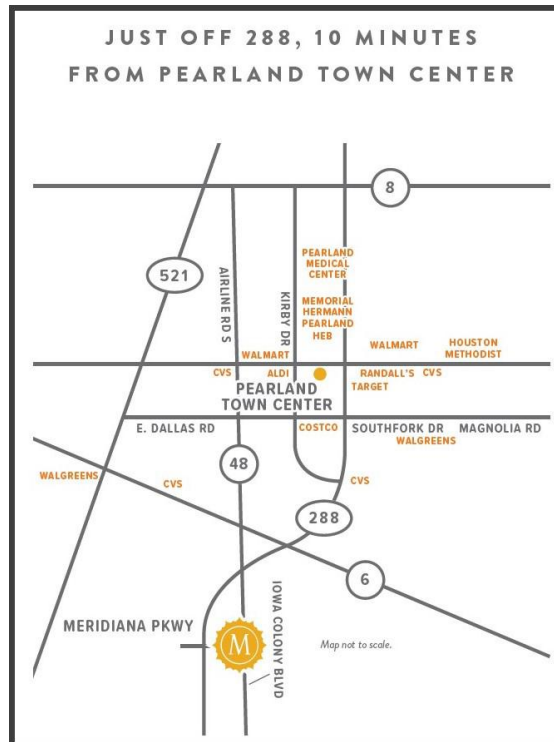 JUST OFF 288, 10 MINUTES
FROM PEARLAND TOWN CENTER
8
521
AIRLINE RD S
KIRBY DR
PEARLAND
MEDICAL
CENTER
MEMORIAL
HERMANN
PEARLAND
HEB
WALMART
WALMART
HOUSTON
METHODIST
CVS
ALDI
RANDALL'S
CVS
TARGET
PEARLAND
TOWN CENTER
E. DALLAS RD
COSTCO
SOUTHFORK DR
MAGNOLIA RD
WALGREENS
48
WALGREENS
CVS
CVS
288
6
MERIDIANA PKWY
M
IOWA COLONY BLVD
Map not to scale.